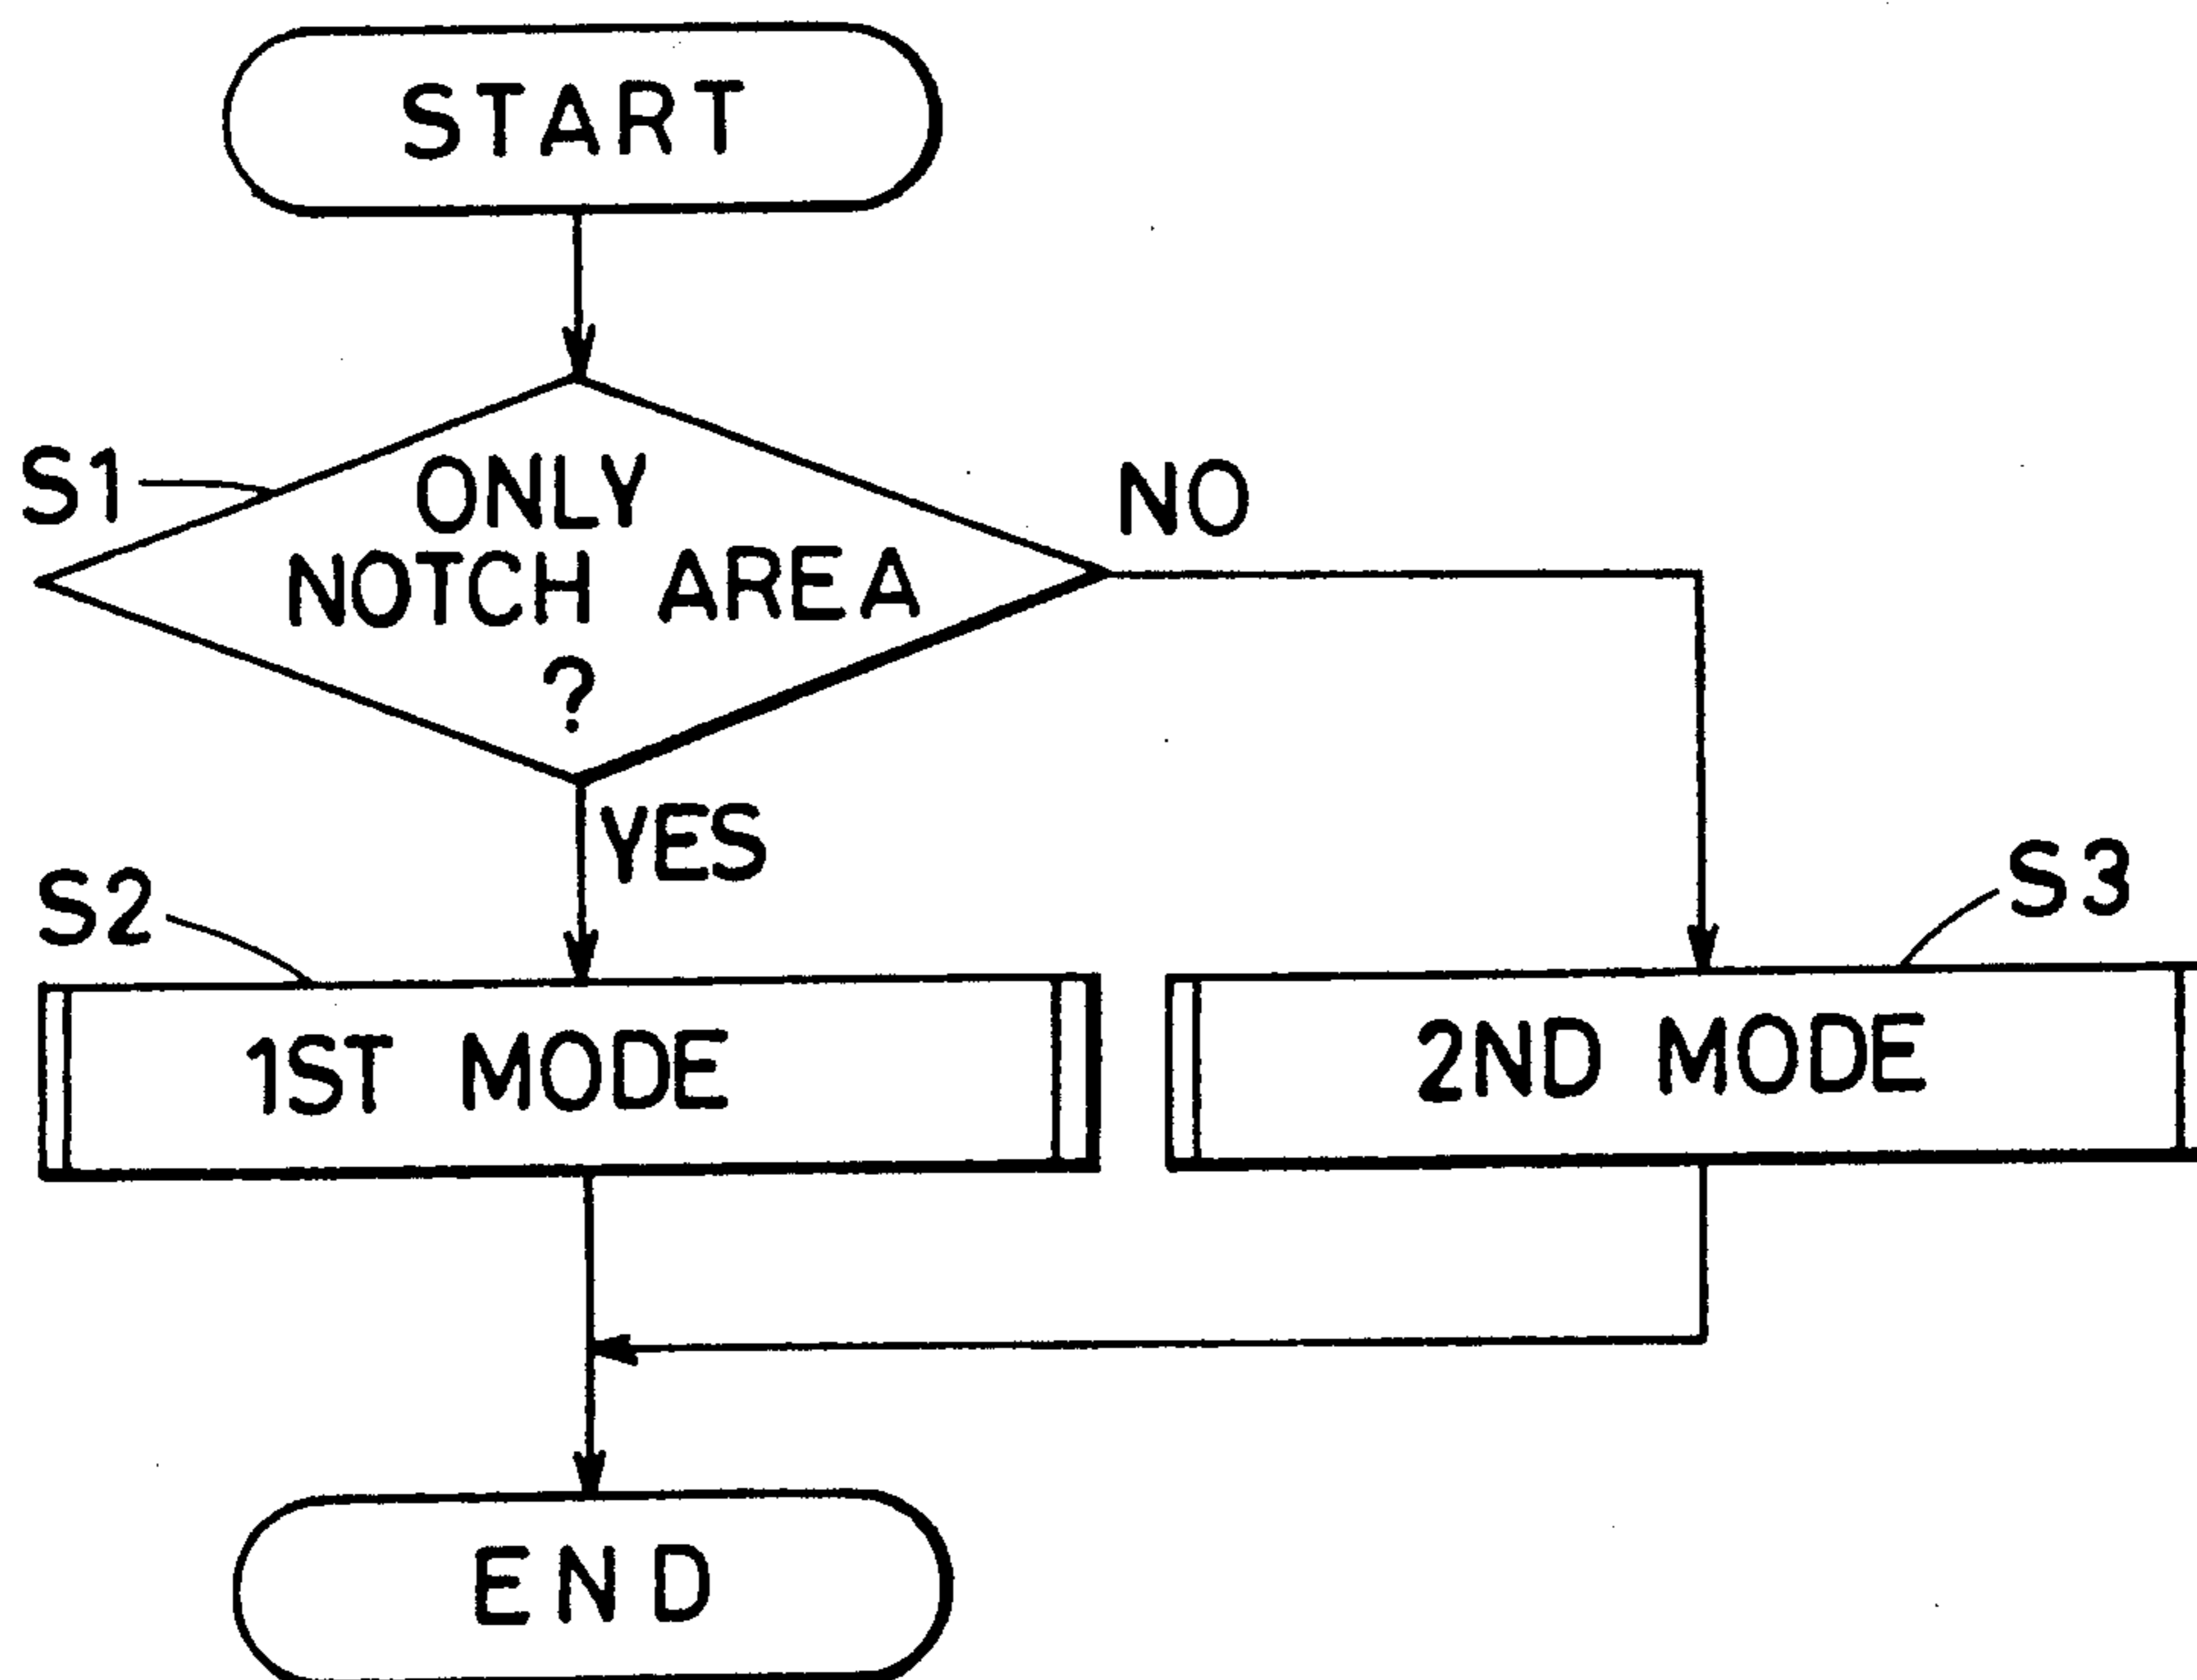 START
S1
ONLY
NOTCH AREA
?
NO
YES
S2
S3
1ST MODE
2ND MODE
END